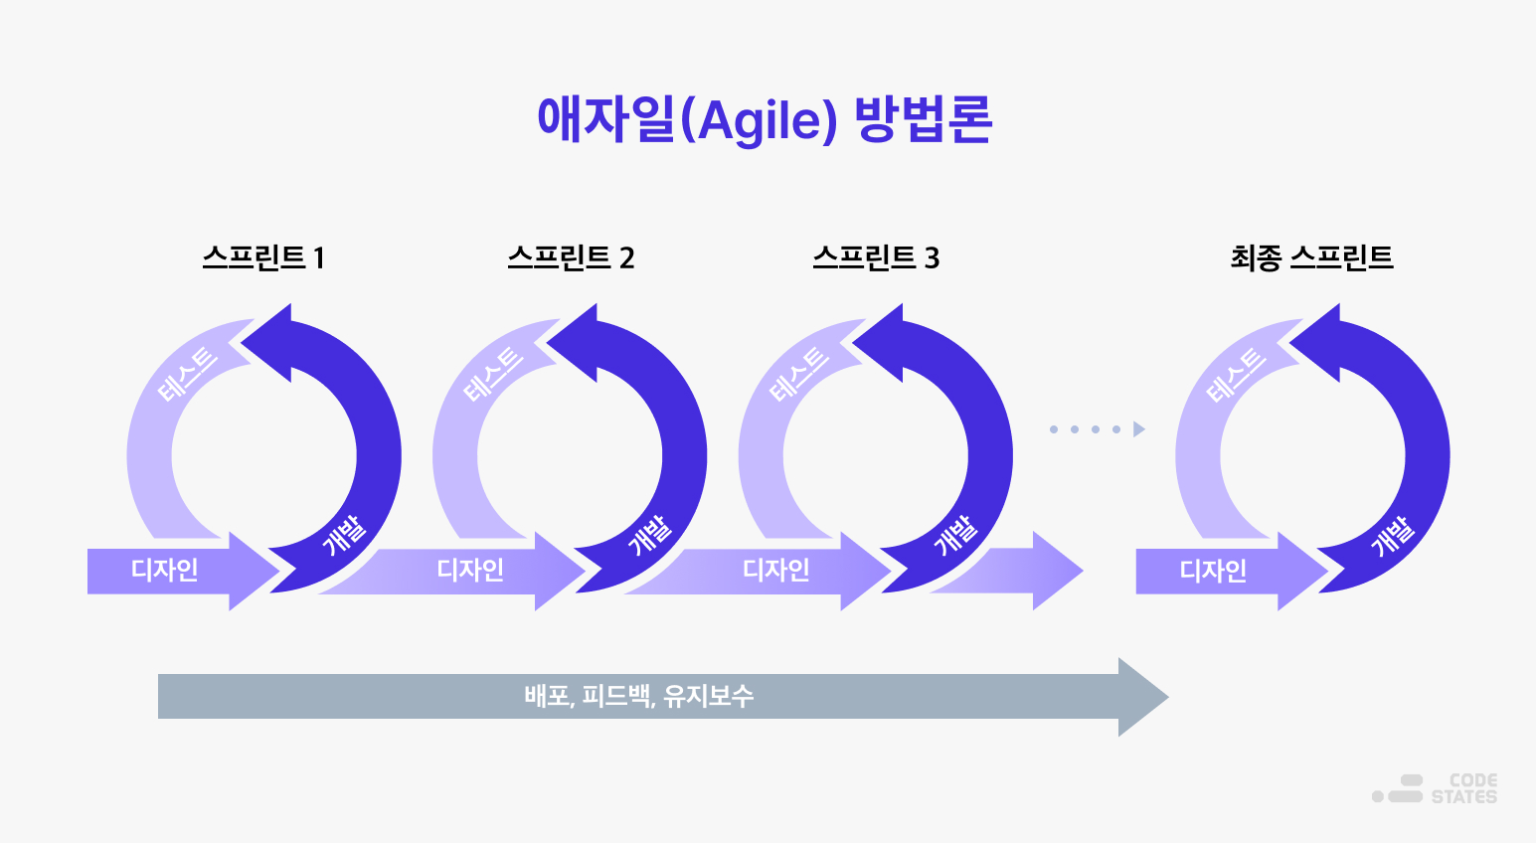 애자일(Agile) 방법론
스프린트 1
스프린트 2
스프린트 3
최종 스프린트
테스트
개발
디자인
테스트
개발
디자인
테스트
개발
디자인
테스트
개발
디자인
배포, 피드백, 유지보수
CODE
STATES